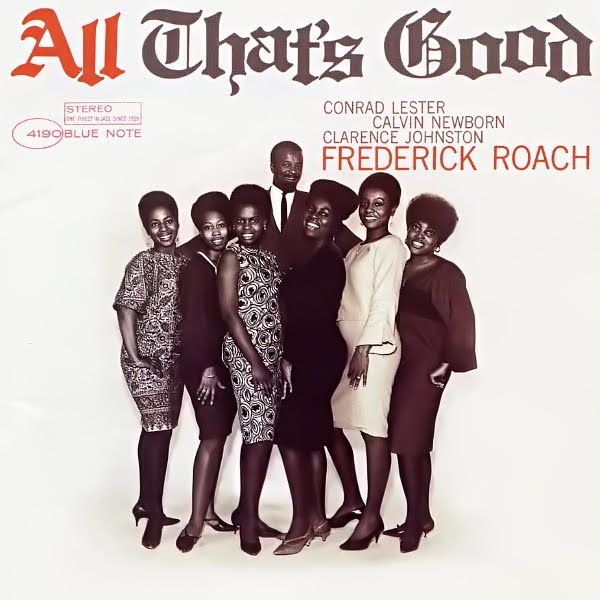 All That's Good
STEREO
THE FINEST IN JAZZ SINCE 1939
4190 BLUE NOTE
CONRAD LESTER
CALVIN NEWBORN
CLARENCE JOHNSTON
FREDERICK ROACH